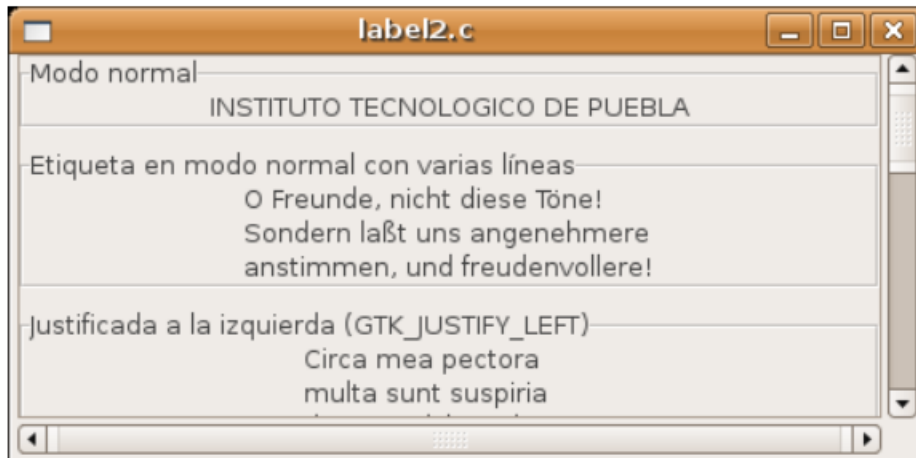 label2.c
Modo normal
INSTITUTO TECNOLOGICO DE PUEBLA
Etiqueta en modo normal con varias líneas
O Freunde, nicht diese Töne!
Sondern laßt uns angenehmere
anstimmen, und freudenvollere!
Justificada a la izquierda (GTK_JUSTIFY_LEFT)
Circa mea pectora
multa sunt suspiria